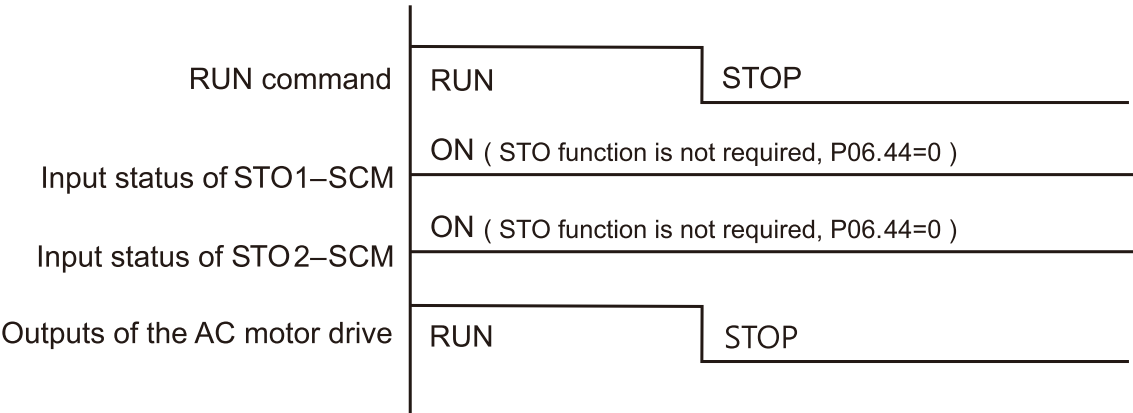 RUN command RUN STOP
ON ( STO function is not required, P06.44=0 )
Input status of STO1–SCM
ON ( STO function is not required, P06.44=0 )
Input status of STO2–SCM
Outputs of the AC motor drive RUN STOP